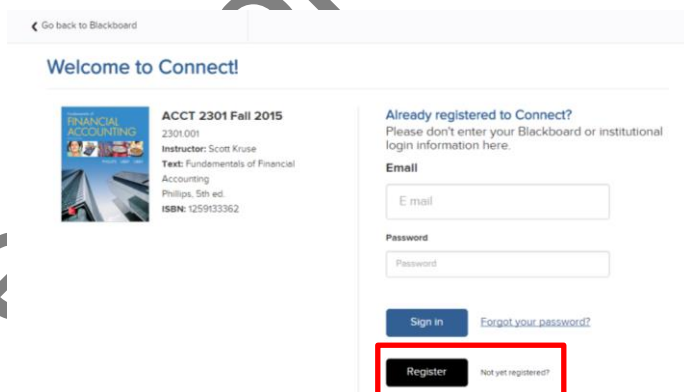 Go back to Blackboard
Welcome to Connect!
FINANCIAL
ACCOUNTING
ACCT 2301 Fall 2015
2301.001
Instructor: Scott Kruse
Text: Fundamentals of Financial
Accounting
Phillips, 5th ed.
ISBN: 1259133362
Already registered to Connect?
Please don't enter your Blackboard or institutional
login information here.
Email
E mail
Password
Password
Sign in Forgot your password?
Register Not yet registered?